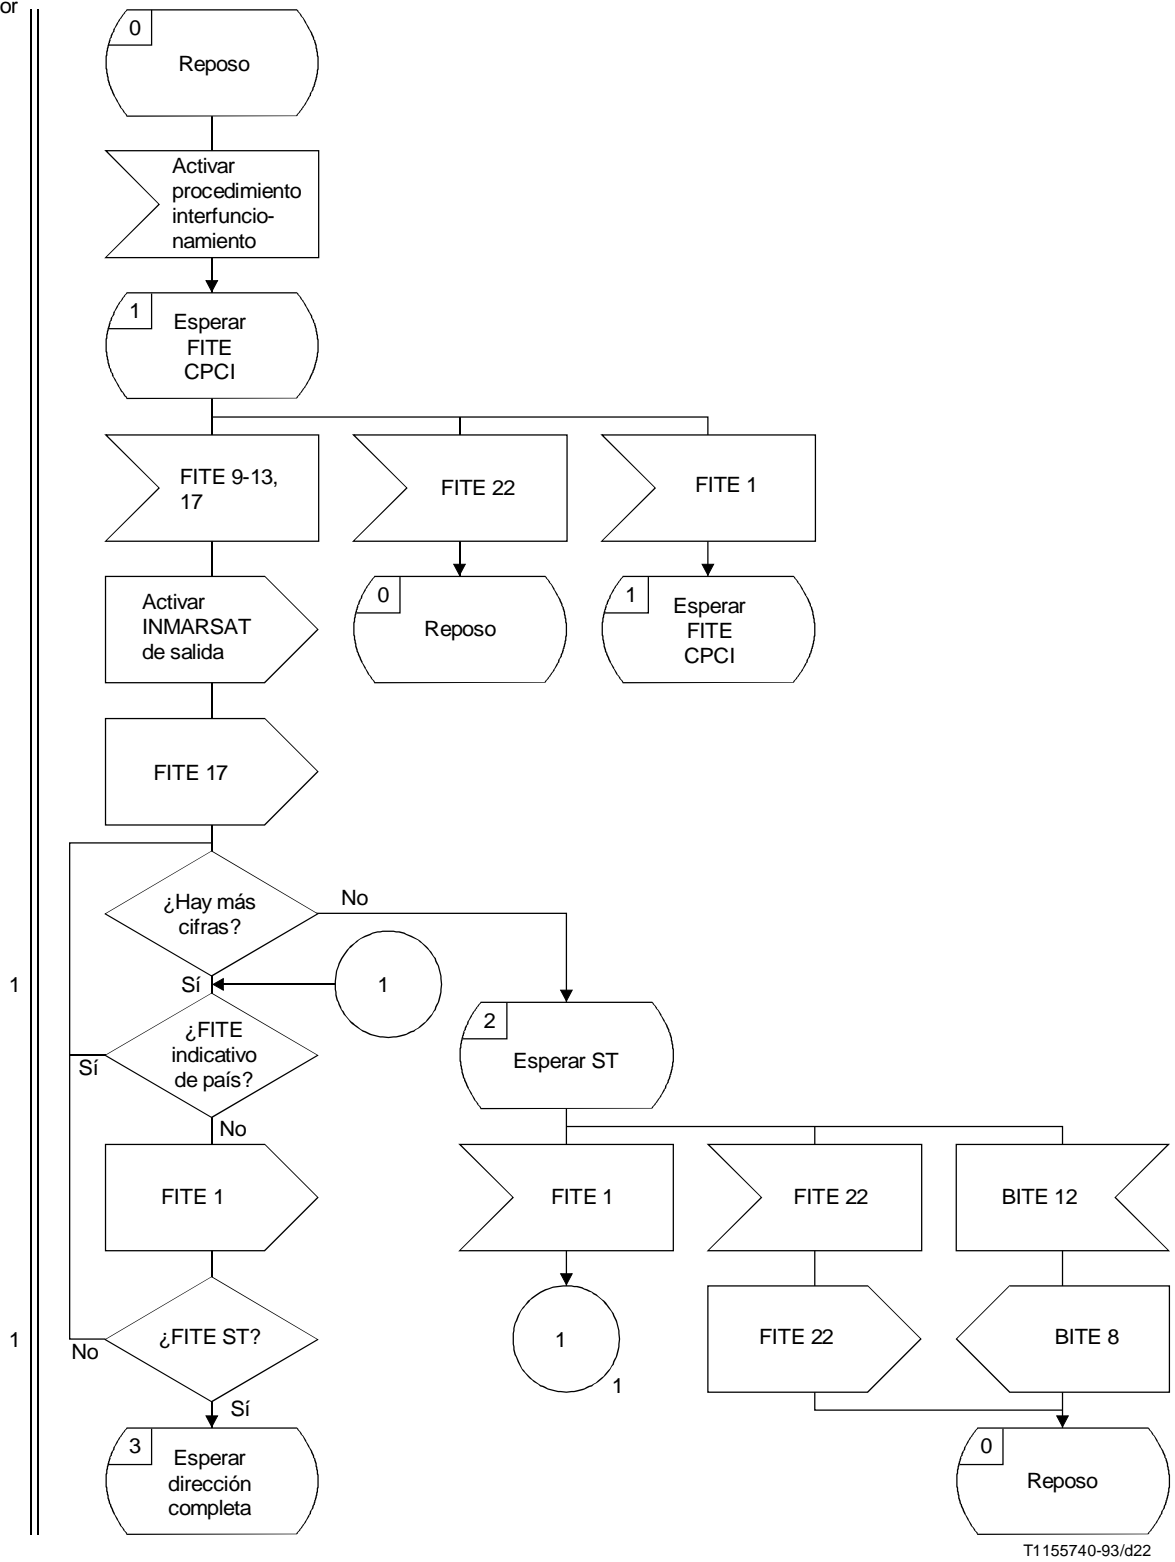 or
0
Reposo
Activar
procedimiento
interfuncio-
namiento
1
Esperar
FITE
CPCI
FITE 9-13,
17
FITE 22
FITE 1
Activar
INMARSAT
de salida
0
Reposo
1
Esperar
FITE
CPCI
FITE 17
¿Hay más
cifras?
No
1
Sí
1
2
Esperar ST
¿FITE
indicativo
de país?
Sí
No
FITE 1
FITE 1
FITE 22
BITE 12
1
¿FITE ST?
No
Sí
1
1
FITE 22
BITE 8
3
Esperar
dirección
completa
0
Reposo
T1155740-93/d22